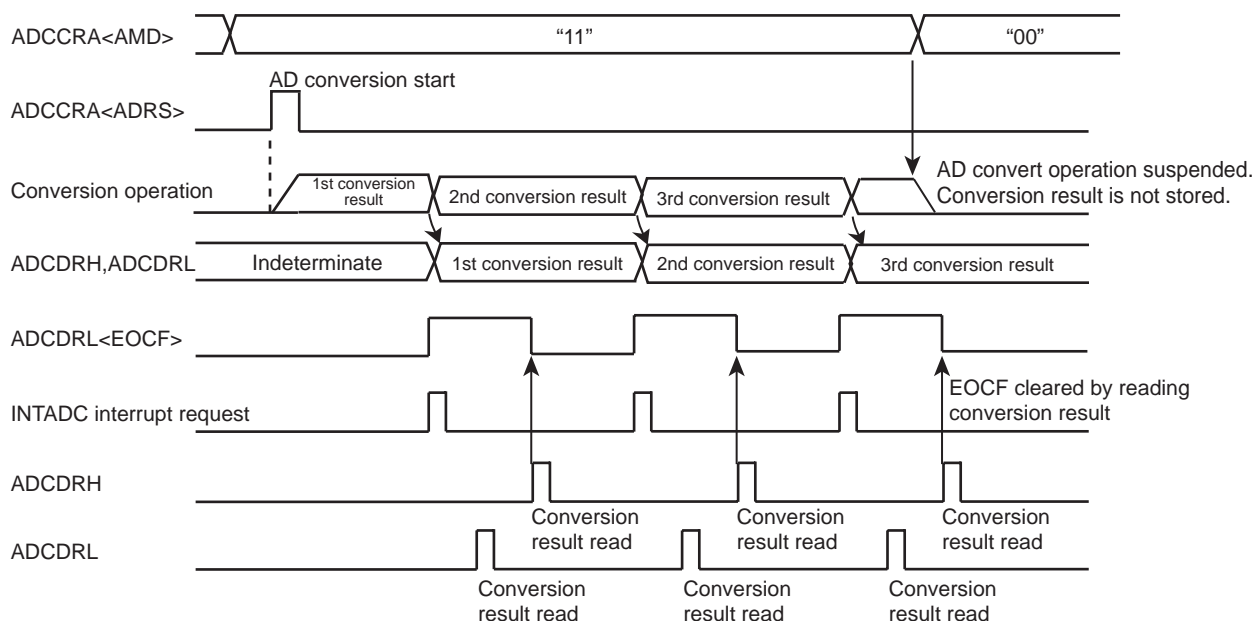 ADCCRA<AMD>
“11”
“00”
AD conversion start
ADCCRA<ADRS>
AD convert operation suspended.
Conversion result is not stored.
Conversion operation
1st conversion
result
2nd conversion result
3rd conversion result
ADCDRH,ADCDRL
Indeterminate
1st conversion result
2nd conversion result
3rd conversion result
ADCDRL<EOCF>
EOCF cleared by reading
conversion result
INTADC interrupt request
ADCDRH
Conversion
result read
Conversion
result read
Conversion
result read
ADCDRL
Conversion
result read
Conversion
result read
Conversion
result read